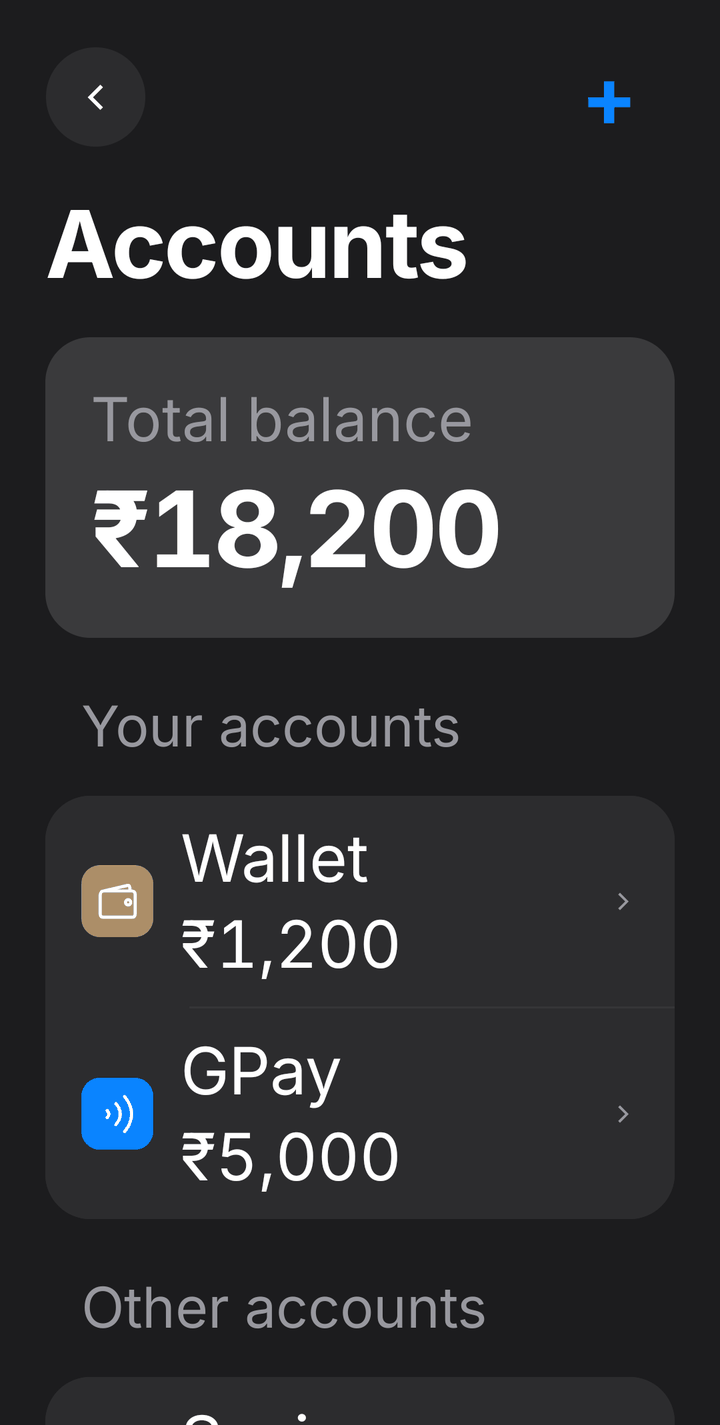 Accounts
Total balance
₹18,200
Your accounts
Wallet
₹1,200
GPay
₹5,000
Other accounts